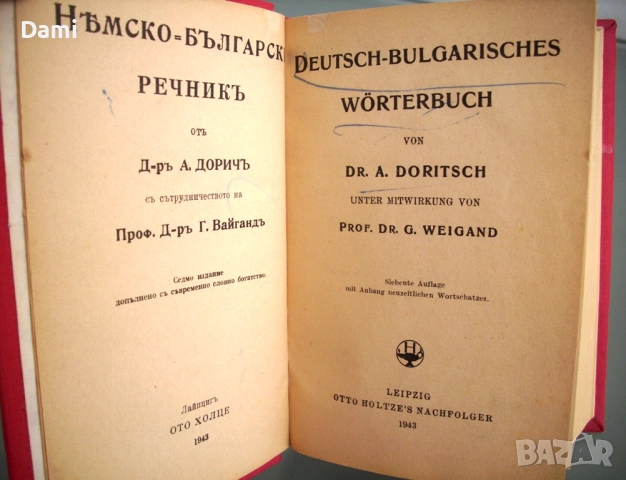 Dami
НѢМСКО=БЪЛГАРСК
РЕЧНИКЪ
отъ
Д-ръ А. ДОРИЧЪ
съ сътрудничеството на
Проф. Д-ръ Г. Вайгандъ
Седмо издание
допълнено съ съвременно словно богатство.
Лайпцигъ
ОТО ХОЛЦЕ
1943
DEUTSCH-BULGARISCHES
WÖRTERBUCH
VON
DR. A. DORITSCH
UNTER MITWIRKUNG VON
PROF. DR. G. WEIGAND
Siebente Auflage
mit Anhang neuzeitlichen Wortschatzes.
H
LEIPZIG
OTTO HOLTZE'S NACHFOLGER
1943
BAZAR
bg